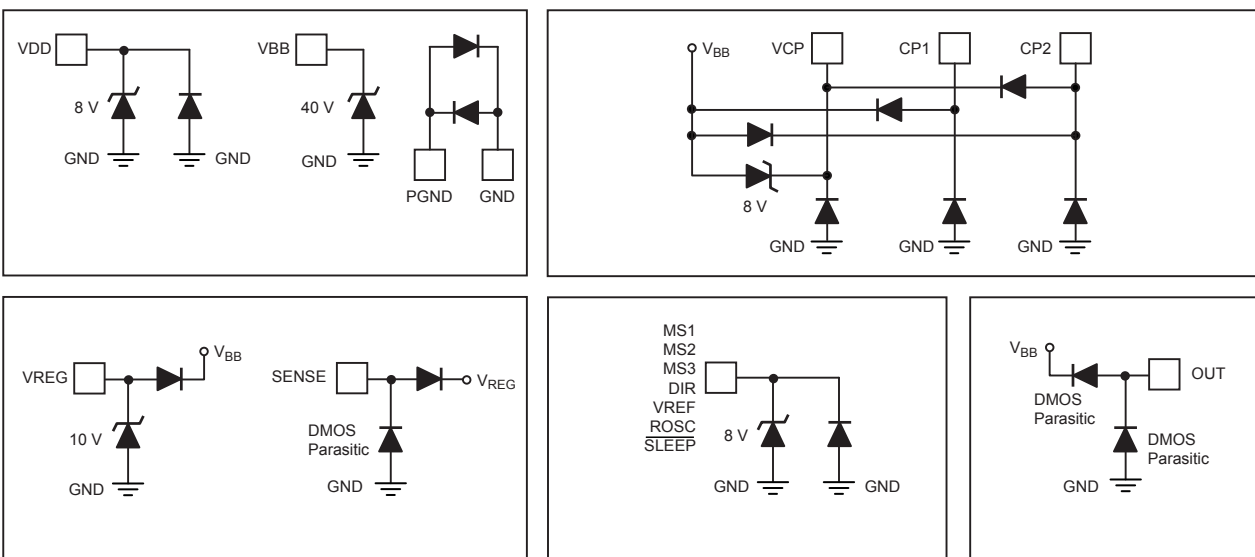 VDD
8 V
GND
GND
VBB
40 V
GND
PGND
GND
VBB
VCP
CP1
CP2
8 V
GND
GND
GND
VREG
VBB
10 V
GND
SENSE
VREG
DMOS
Parasitic
GND
MS1
MS2
MS3
DIR
VREF
ROSC
SLEEP
8 V
GND
GND
VBB
OUT
DMOS
Parasitic
DMOS
Parasitic
GND